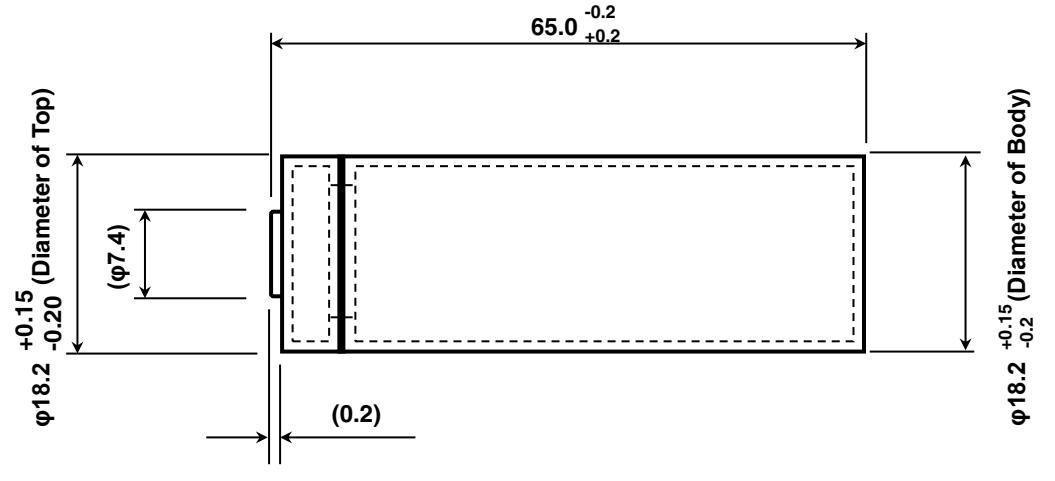 65.0 -0.2 +0.2
φ18.2 +0.15 -0.20 (Diameter of Top)
(φ7.4)
(0.2)
φ18.2 +0.15 -0.2 (Diameter of Body)